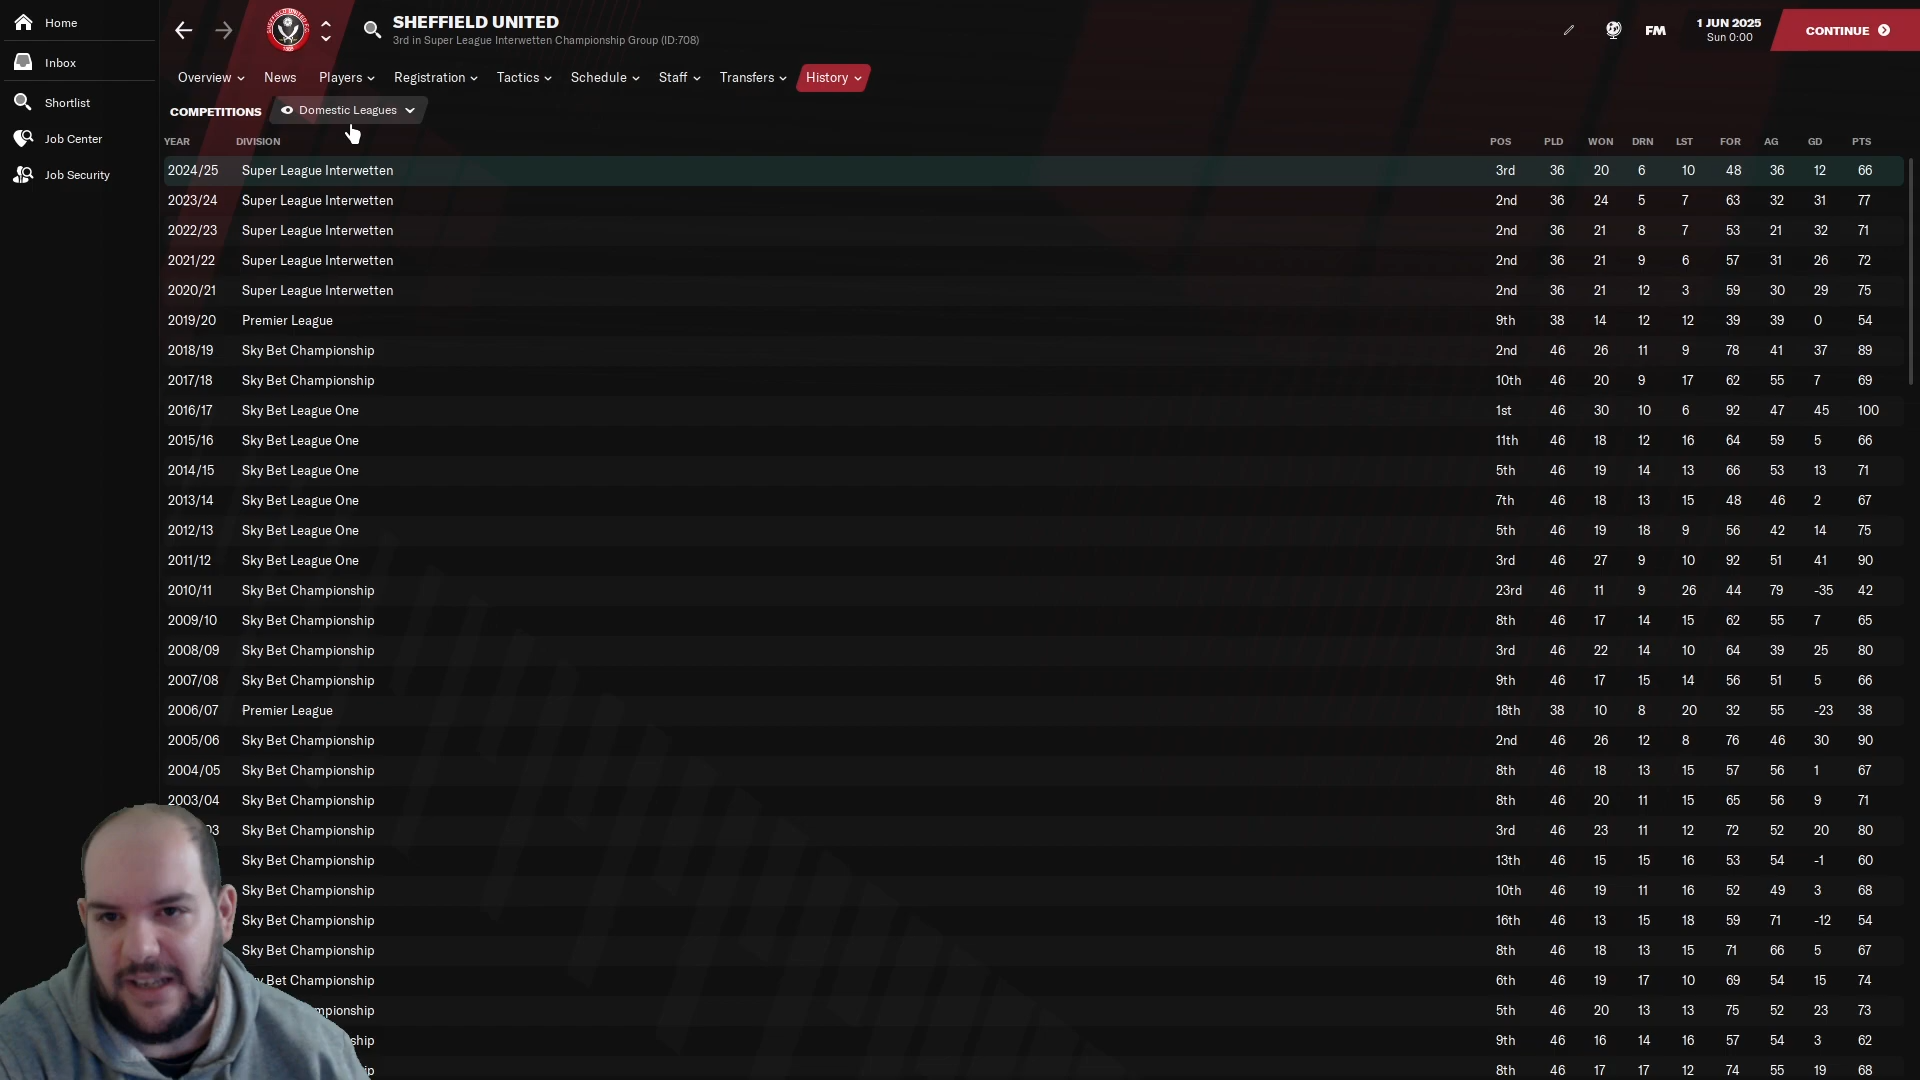 Home
Inbox
Shortlist
Job Center
Job Security
SHEFFIELD UNITED
3rd in Super League Interwetten Championship Group (ID:708)
FM
1 JUN 2025
Sun 0:00
CONTINUE
Overview News Players Registration Tactics Schedule Staff Transfers History
COMPETITIONS Domestic Leagues
YEAR DIVISION POS PLD WON DRN LST FOR AG GD PTS
2024/25 Super League Interwetten 3rd 36 20 6 10 48 36 12 66
2023/24 Super League Interwetten 2nd 36 24 5 7 63 32 31 77
2022/23 Super League Interwetten 2nd 36 21 8 7 53 21 32 71
2021/22 Super League Interwetten 2nd 36 21 9 6 57 31 26 72
2020/21 Super League Interwetten 2nd 36 21 12 3 59 30 29 75
2019/20 Premier League 9th 38 14 12 12 39 39 0 54
2018/19 Sky Bet Championship 2nd 46 26 11 9 78 41 37 89
2017/18 Sky Bet Championship 10th 46 20 9 17 62 55 7 69
2016/17 Sky Bet League One 1st 46 30 10 6 92 47 45 100
2015/16 Sky Bet League One 11th 46 18 12 16 64 59 5 66
2014/15 Sky Bet League One 5th 46 19 14 13 66 53 13 71
2013/14 Sky Bet League One 7th 46 18 13 15 48 46 2 67
2012/13 Sky Bet League One 5th 46 19 18 9 56 42 14 75
2011/12 Sky Bet League One 3rd 46 27 9 10 92 51 41 90
2010/11 Sky Bet Championship 23rd 46 11 9 26 44 79 -35 42
2009/10 Sky Bet Championship 8th 46 17 14 15 62 55 7 65
2008/09 Sky Bet Championship 3rd 46 22 14 10 64 39 25 80
2007/08 Sky Bet Championship 9th 46 17 15 14 56 51 5 66
2006/07 Premier League 18th 38 10 8 20 32 55 -23 38
2005/06 Sky Bet Championship 2nd 46 26 12 8 76 46 30 90
2004/05 Sky Bet Championship 8th 46 18 13 15 57 56 1 67
2003/04 Sky Bet Championship 8th 46 20 11 15 65 56 9 71
03 Sky Bet Championship 3rd 46 23 11 12 72 52 20 80
Sky Bet Championship 13th 46 15 15 16 53 54 -1 60
Sky Bet Championship 10th 46 19 11 16 52 49 3 68
Sky Bet Championship 16th 46 13 15 18 59 71 -12 54
Sky Bet Championship 8th 46 18 13 15 71 66 5 67
Bet Championship 6th 46 19 17 10 69 54 15 74
mpionship 5th 46 20 13 13 75 52 23 73
ship 9th 46 16 14 16 57 54 3 62
ip 8th 46 17 17 12 74 55 19 68